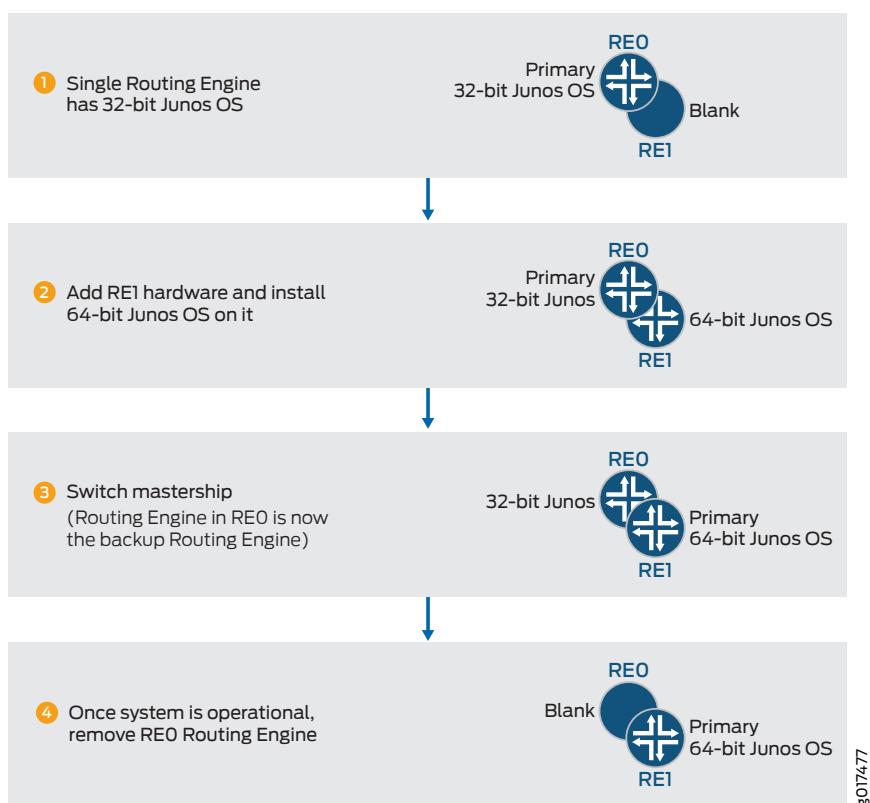 1 Single Routing Engine
has 32-bit Junos OS
RE0
Primary
32-bit Junos OS
Blank
RE1
2 Add RE1 hardware and install
64-bit Junos OS on it
RE0
Primary
32-bit Junos
64-bit Junos OS
RE1
3 Switch mastership
(Routing Engine in RE0 is now
the backup Routing Engine)
RE0
32-bit Junos
Primary
64-bit Junos OS
RE1
4 Once system is operational,
remove RE0 Routing Engine
RE0
Blank
Primary
64-bit Junos OS
RE1
g017477